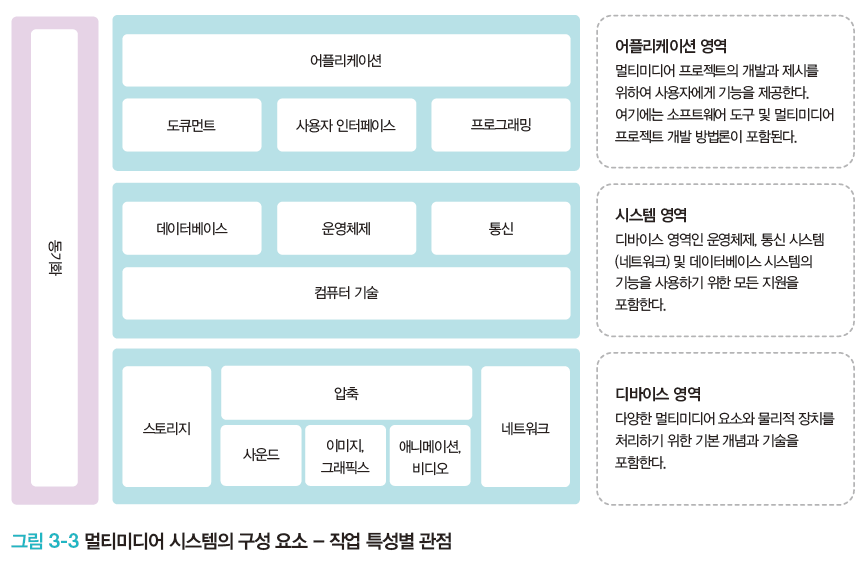 동기화
어플리케이션
도큐먼트
사용자 인터페이스
프로그래밍
어플리케이션 영역
멀티미디어 프로젝트의 개발과 제시를
위하여 사용자에게 기능을 제공한다.
여기에는 소프트웨어 도구 및 멀티미디어
프로젝트 개발 방법론이 포함된다.
데이터베이스
운영체제
통신
컴퓨터 기술
시스템 영역
디바이스 영역인 운영체제, 통신 시스템
(네트워크) 및 데이터베이스 시스템의
기능을 사용하기 위한 모든 지원을
포함한다.
스토리지
압축
사운드
이미지,
그래픽스
애니메이션,
비디오
네트워크
디바이스 영역
다양한 멀티미디어 요소와 물리적 장치를
처리하기 위한 기본 개념과 기술을
포함한다.
그림 3-3 멀티미디어 시스템의 구성 요소 – 작업 특성별 관점